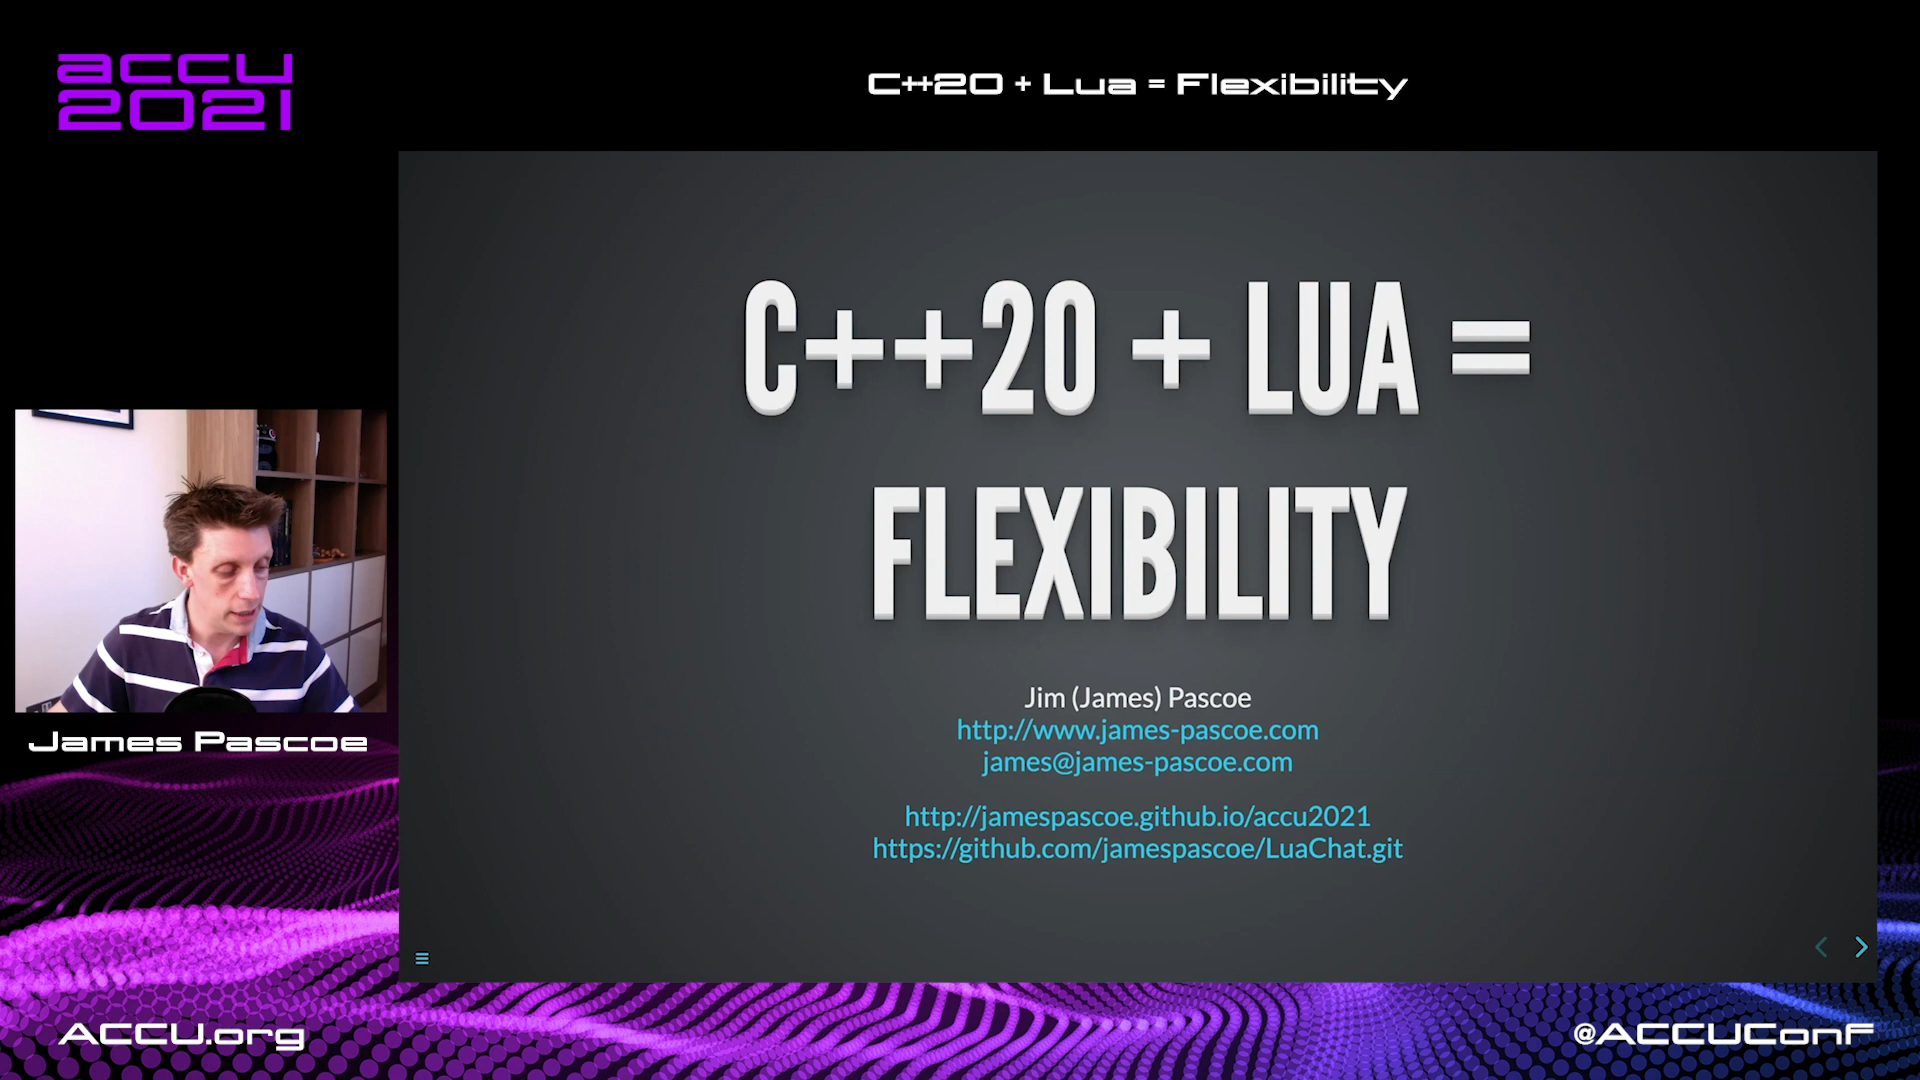 accu
2021
C++20 + Lua = Flexibility
C++20 + LUA =
FLEXIBILITY
Jim (James) Pascoe
http://www.james-pascoe.com
james@james-pascoe.com
http://jamespascoe.github.io/accu2021
https://github.com/jamespascoe/LuaChat.git
James Pascoe
ACCU.org
@ACCUConf